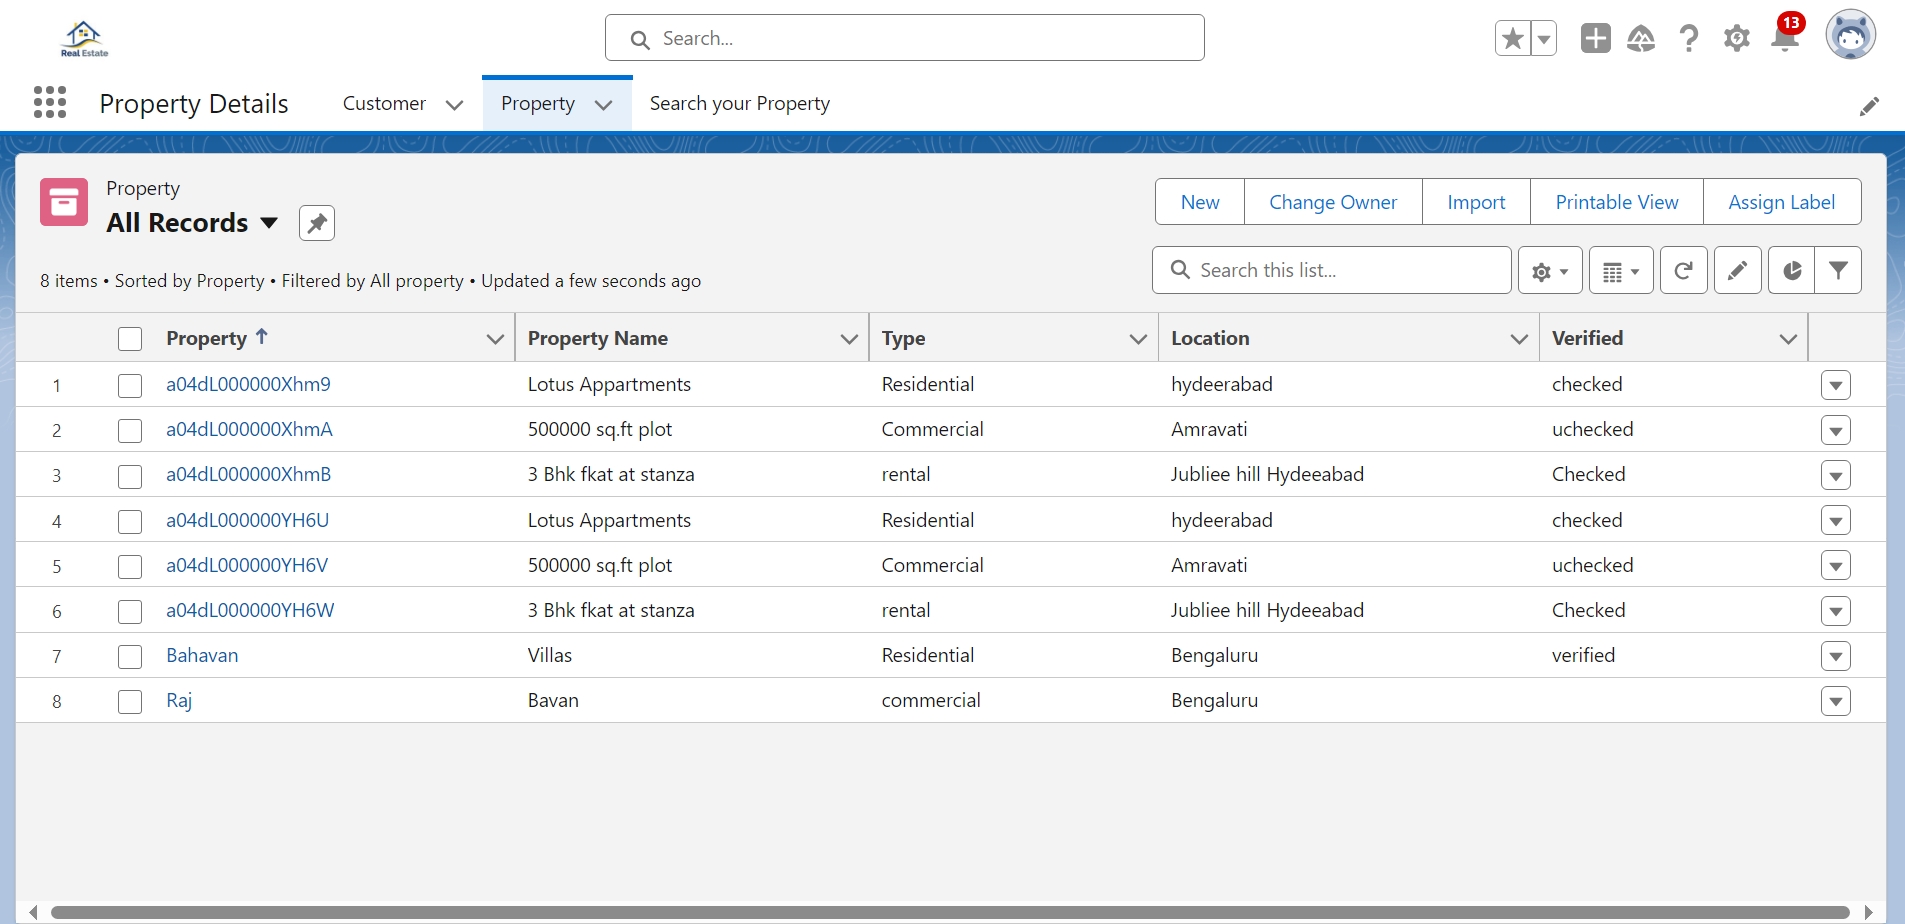 Real Estate
Search...
13
Property Details
Customer
Property
Search your Property
Property
All Records
New
Change Owner
Import
Printable View
Assign Label
8 items • Sorted by Property • Filtered by All property • Updated a few seconds ago
Search this list...
Property Property Name Type Location Verified
1 a04dL000000Xhm9 Lotus Appartments Residential hydeerabad checked
2 a04dL000000XhmA 500000 sq.ft plot Commercial Amravati uchecked
3 a04dL000000XhmB 3 Bhk fkat at stanza rental Jubliee hill Hydeeabad Checked
4 a04dL000000YH6U Lotus Appartments Residential hydeerabad checked
5 a04dL000000YH6V 500000 sq.ft plot Commercial Amravati uchecked
6 a04dL000000YH6W 3 Bhk fkat at stanza rental Jubliee hill Hydeeabad Checked
7 Bahavan Villas Residential Bengaluru verified
8 Raj Bavan commercial Bengaluru